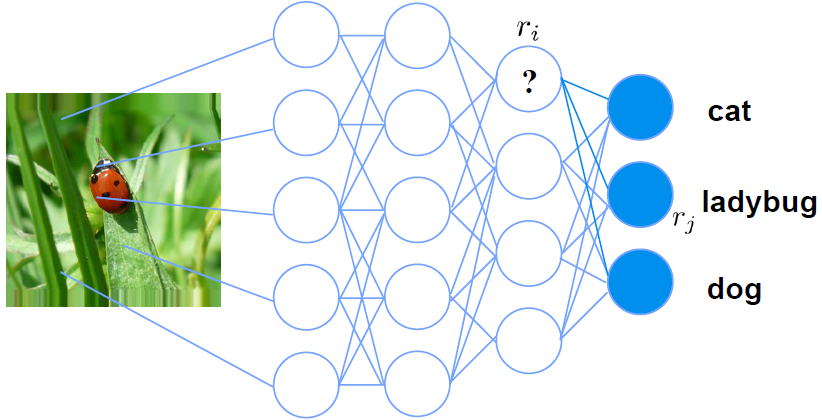 r_i
?
cat
ladybug
r_j
dog